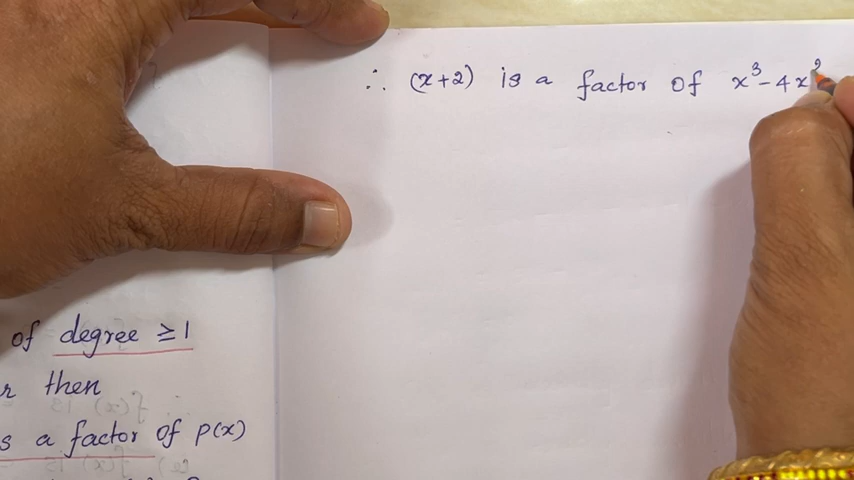 ∴ (x+2) is a factor of x³-4x²
of degree ≥1
then
a factor of p(x)